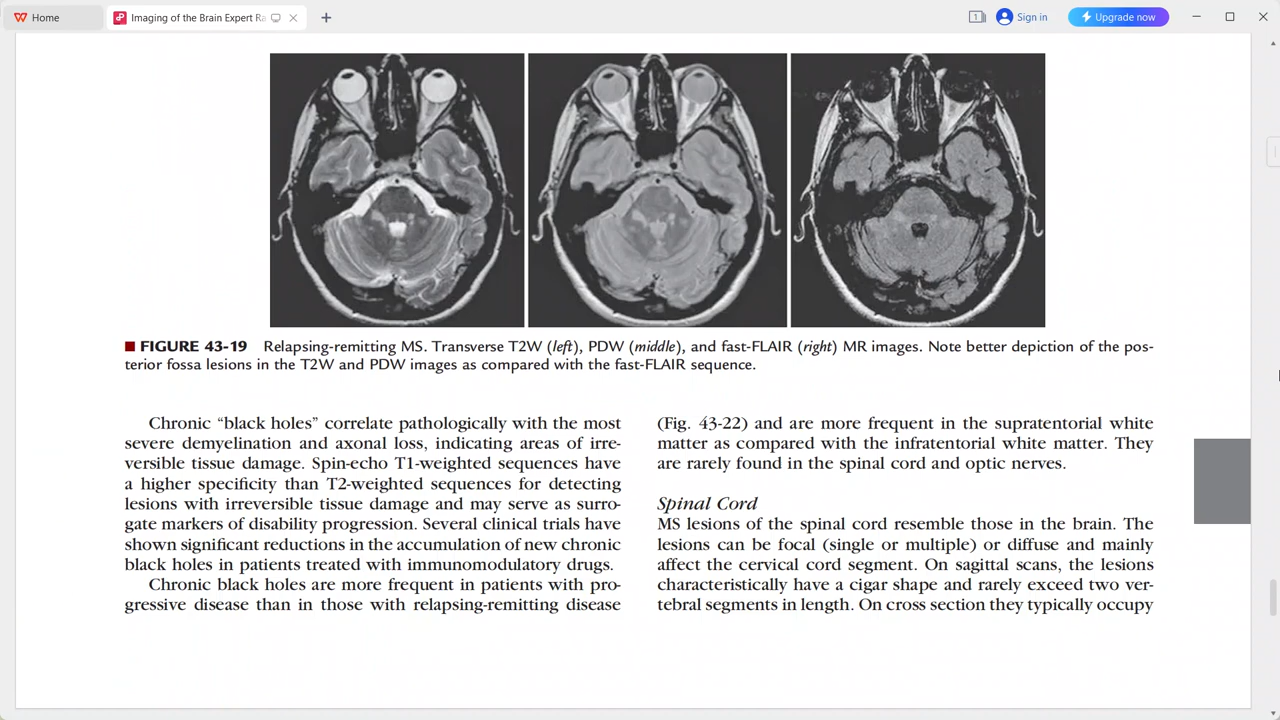 Home
Imaging of the Brain Expert Ra
1
Sign in
Upgrade now
FIGURE 43-19 Relapsing-remitting MS. Transverse T2W (left), PDW (middle), and fast-FLAIR (right) MR images. Note better depiction of the pos-
terior fossa lesions in the T2W and PDW images as compared with the fast-FLAIR sequence.
Chronic “black holes” correlate pathologically with the most
severe demyelination and axonal loss, indicating areas of irre-
versible tissue damage. Spin-echo T1-weighted sequences have
a higher specificity than T2-weighted sequences for detecting
lesions with irreversible tissue damage and may serve as surro-
gate markers of disability progression. Several clinical trials have
shown significant reductions in the accumulation of new chronic
black holes in patients treated with immunomodulatory drugs.
Chronic black holes are more frequent in patients with pro-
gressive disease than in those with relapsing-remitting disease
(Fig. 43-22) and are more frequent in the supratentorial white
matter as compared with the infratentorial white matter. They
are rarely found in the spinal cord and optic nerves.
Spinal Cord
MS lesions of the spinal cord resemble those in the brain. The
lesions can be focal (single or multiple) or diffuse and mainly
affect the cervical cord segment. On sagittal scans, the lesions
characteristically have a cigar shape and rarely exceed two ver-
tebral segments in length. On cross section they typically occupy